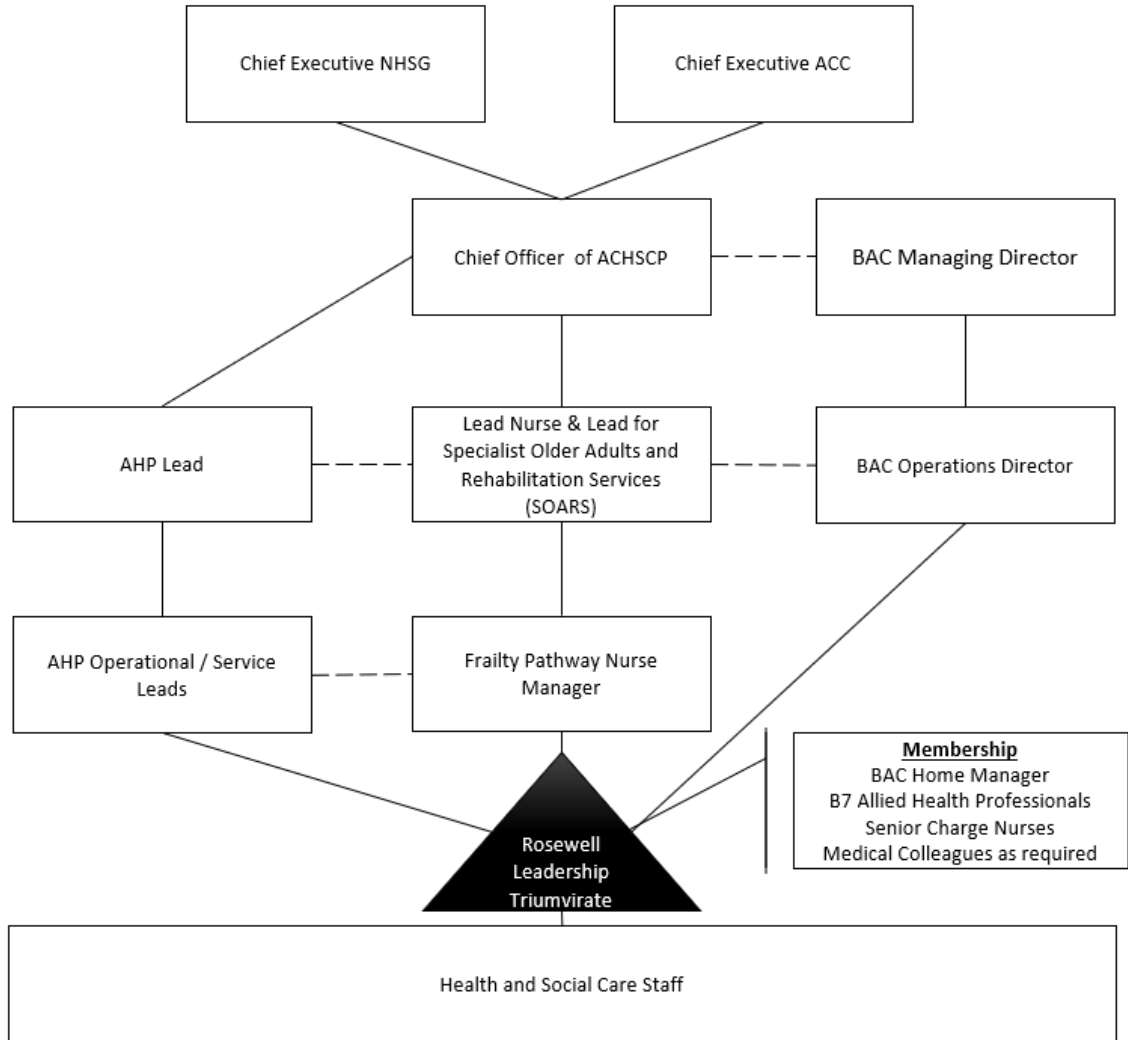 Chief Executive NHSG
Chief Executive ACC
Chief Officer of ACHSCP
BAC Managing Director
AHP Lead
Lead Nurse & Lead for
Specialist Older Adults and
Rehabilitation Services
(SOARS)
BAC Operations Director
AHP Operational / Service
Leads
Frailty Pathway Nurse
Manager
Membership
BAC Home Manager
B7 Allied Health Professionals
Senior Charge Nurses
Medical Colleagues as required
Rosewell
Leadership
Triumvirate
Health and Social Care Staff